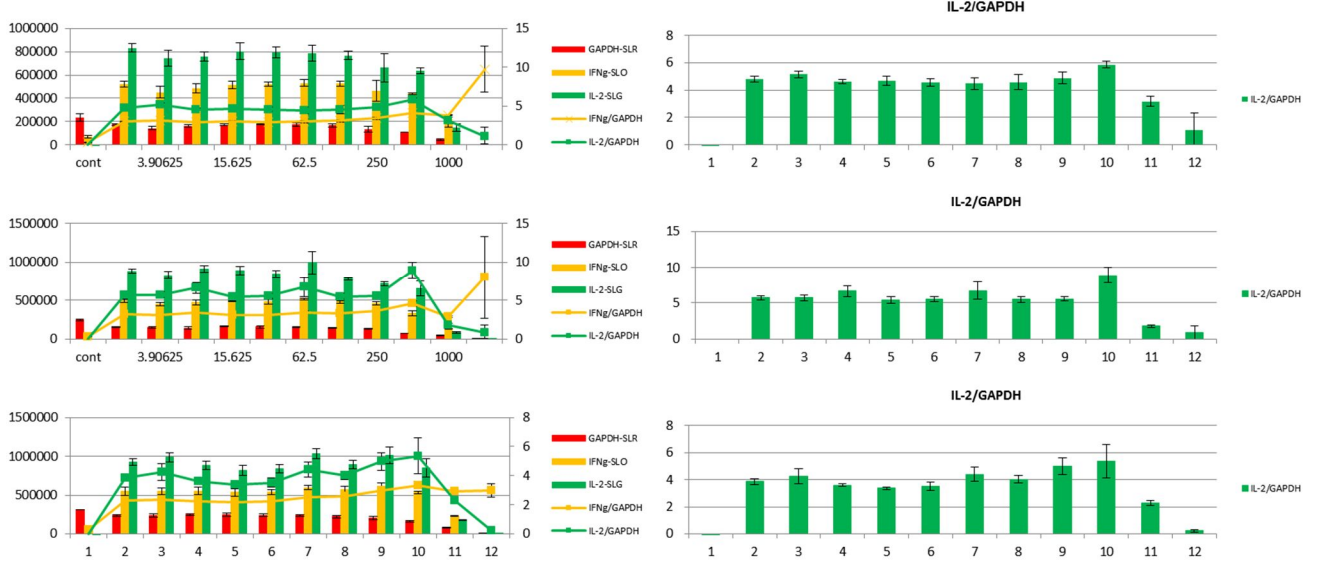 IL-2/GAPDH
1000000
800000
600000
400000
200000
0
15
10
5
0
cont 3.90625 15.625 62.5 250 1000
GAPDH-SLR
IFNg-SLO
IL-2-SLG
IFNg/GAPDH
IL-2/GAPDH
8
6
4
2
0
1 2 3 4 5 6 7 8 9 10 11 12
IL-2/GAPDH
IL-2/GAPDH
1500000
1000000
500000
0
15
10
5
0
cont 3.90625 15.625 62.5 250 1000
GAPDH-SLR
IFNg-SLO
IL-2-SLG
IFNg/GAPDH
IL-2/GAPDH
15
10
5
0
1 2 3 4 5 6 7 8 9 10 11 12
IL-2/GAPDH
IL-2/GAPDH
1500000
1000000
500000
0
8
6
4
2
0
1 2 3 4 5 6 7 8 9 10 11 12
GAPDH-SLR
IFNg-SLO
IL-2-SLG
IFNg/GAPDH
IL-2/GAPDH
8
6
4
2
0
1 2 3 4 5 6 7 8 9 10 11 12
IL-2/GAPDH